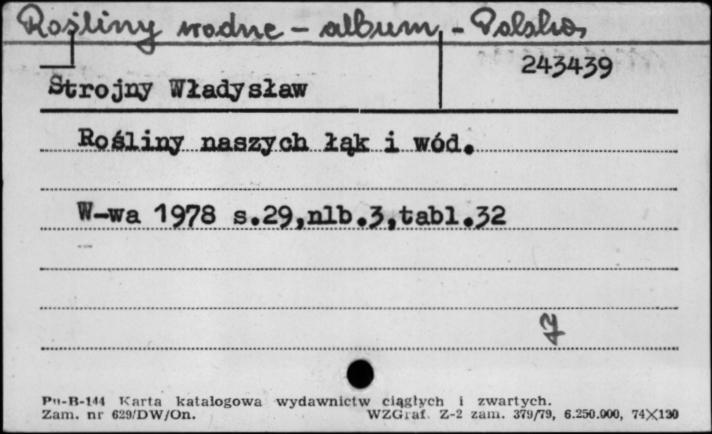 Rośliny wodne - album, - Polska
243439
Strojny Władysław
Rośliny naszych łąk i wód.
W-wa 1978 s.29,nlb.3,tabl.32
Pu-B-144 Karta katalogowa wydawnictw ciągłych i zwartych.
Zam. nr 629/DW/On. WZGraf. Z-2 zam. 379/79, 6.250.000, 74X130